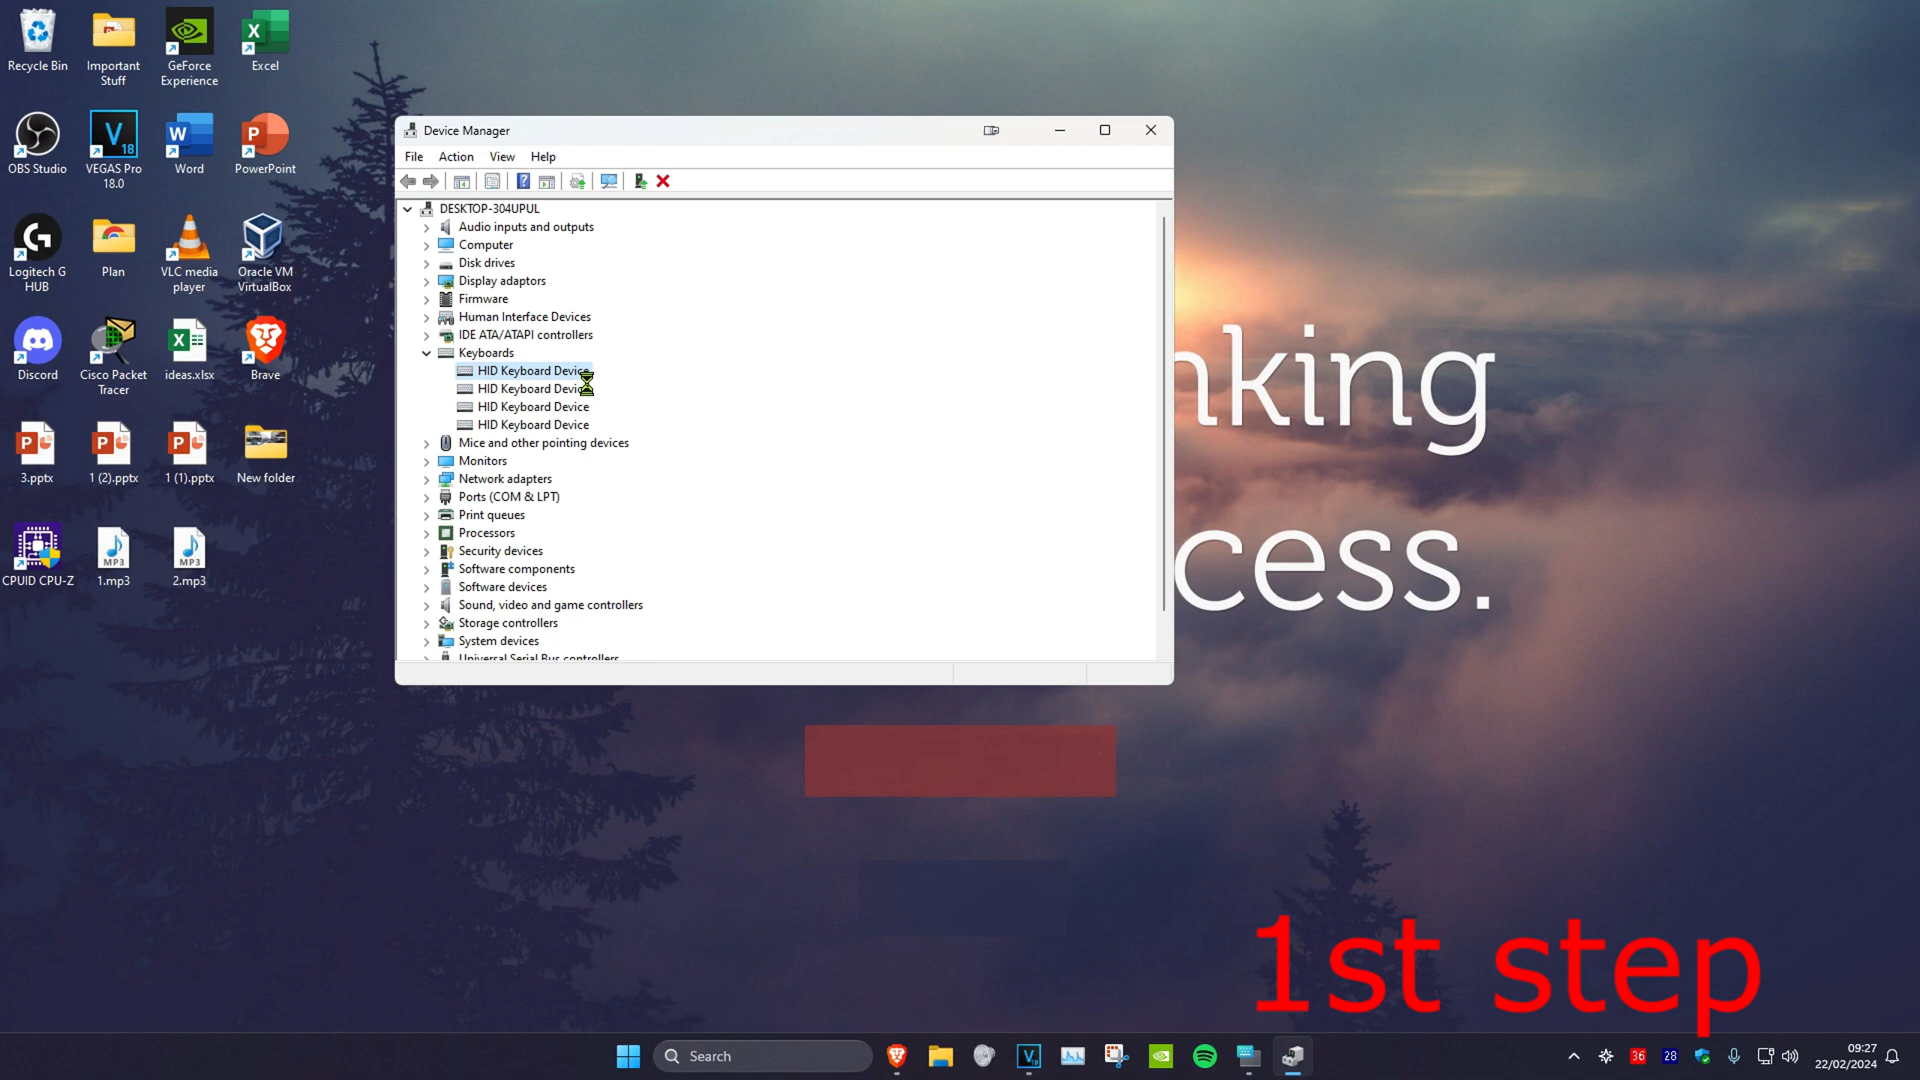 Recycle Bin
Important
Stuff
GeForce
Experience
Excel
OBS Studio
VEGAS Pro
18.0
Word
PowerPoint
Logitech G
HUB
Plan
VLC media
player
Oracle VM
VirtualBox
Discord
Cisco Packet
Tracer
ideas.xlsx
Brave
3.pptx
1 (2).pptx
1 (1).pptx
New folder
CPUID CPU-Z
1.mp3
2.mp3
Device Manager
File Action View Help
DESKTOP-304UPUL
Audio inputs and outputs
Computer
Disk drives
Display adaptors
Firmware
Human Interface Devices
IDE ATA/ATAPI controllers
Keyboards
HID Keyboard Device
HID Keyboard Device
HID Keyboard Device
HID Keyboard Device
Mice and other pointing devices
Monitors
Network adapters
Ports (COM & LPT)
Print queues
Processors
Security devices
Software components
Software devices
Sound, video and game controllers
Storage controllers
System devices
Universal Serial Bus controllers
nking
cess.
1st step
Search
36
28
09:27
22/02/2024